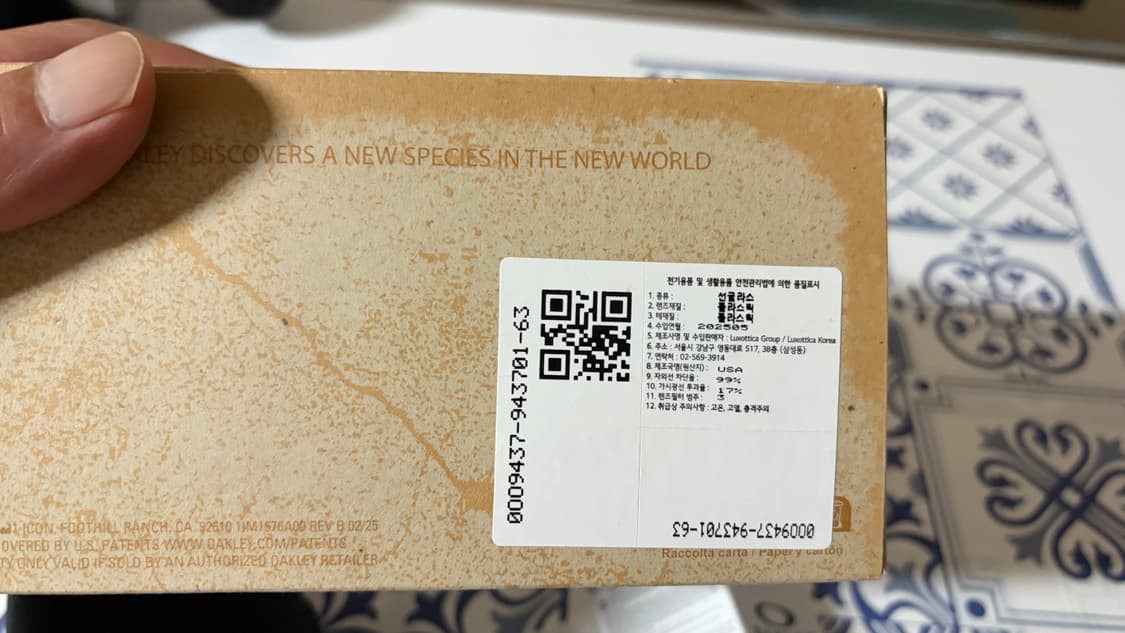 LEY DISCOVERS A NEW SPECIES IN THE NEW WORLD
0009437-943701-63
전기용품 및 생활용품 안전관리법에 의한 품질표시
1. 종류 : 선글라스
2. 렌즈재질 : 플라스틱
3. 테재질 : 플라스틱
4. 수입연월 : 202505
5. 제조사명 및 수입판매자 : Luxottica Group / Luxottica Korea
6. 주소 : 서울시 강남구 영동대로 517, 38층 (삼성동)
7. 연락처 : 02-569-3914
8. 제조국명(원산지) : USA
9. 자외선 차단율 : 99%
10. 가시광선 투과율 : 17%
11. 렌즈필터 범주 : 3
12. 취급상 주의사항 : 고온, 고열, 충격주의
0009437-943701-63
ICON, FOOTHILL RANCH, CA. 92610 11M1576A00 REV B 02/25
OVERED BY U.S. PATENTS WWW.OAKLEY.COM/PATENTS
TY ONLY VALID IF SOLD BY AN AUTHORIZED OAKLEY RETAILER
Raccolta carta / Papel y cartón